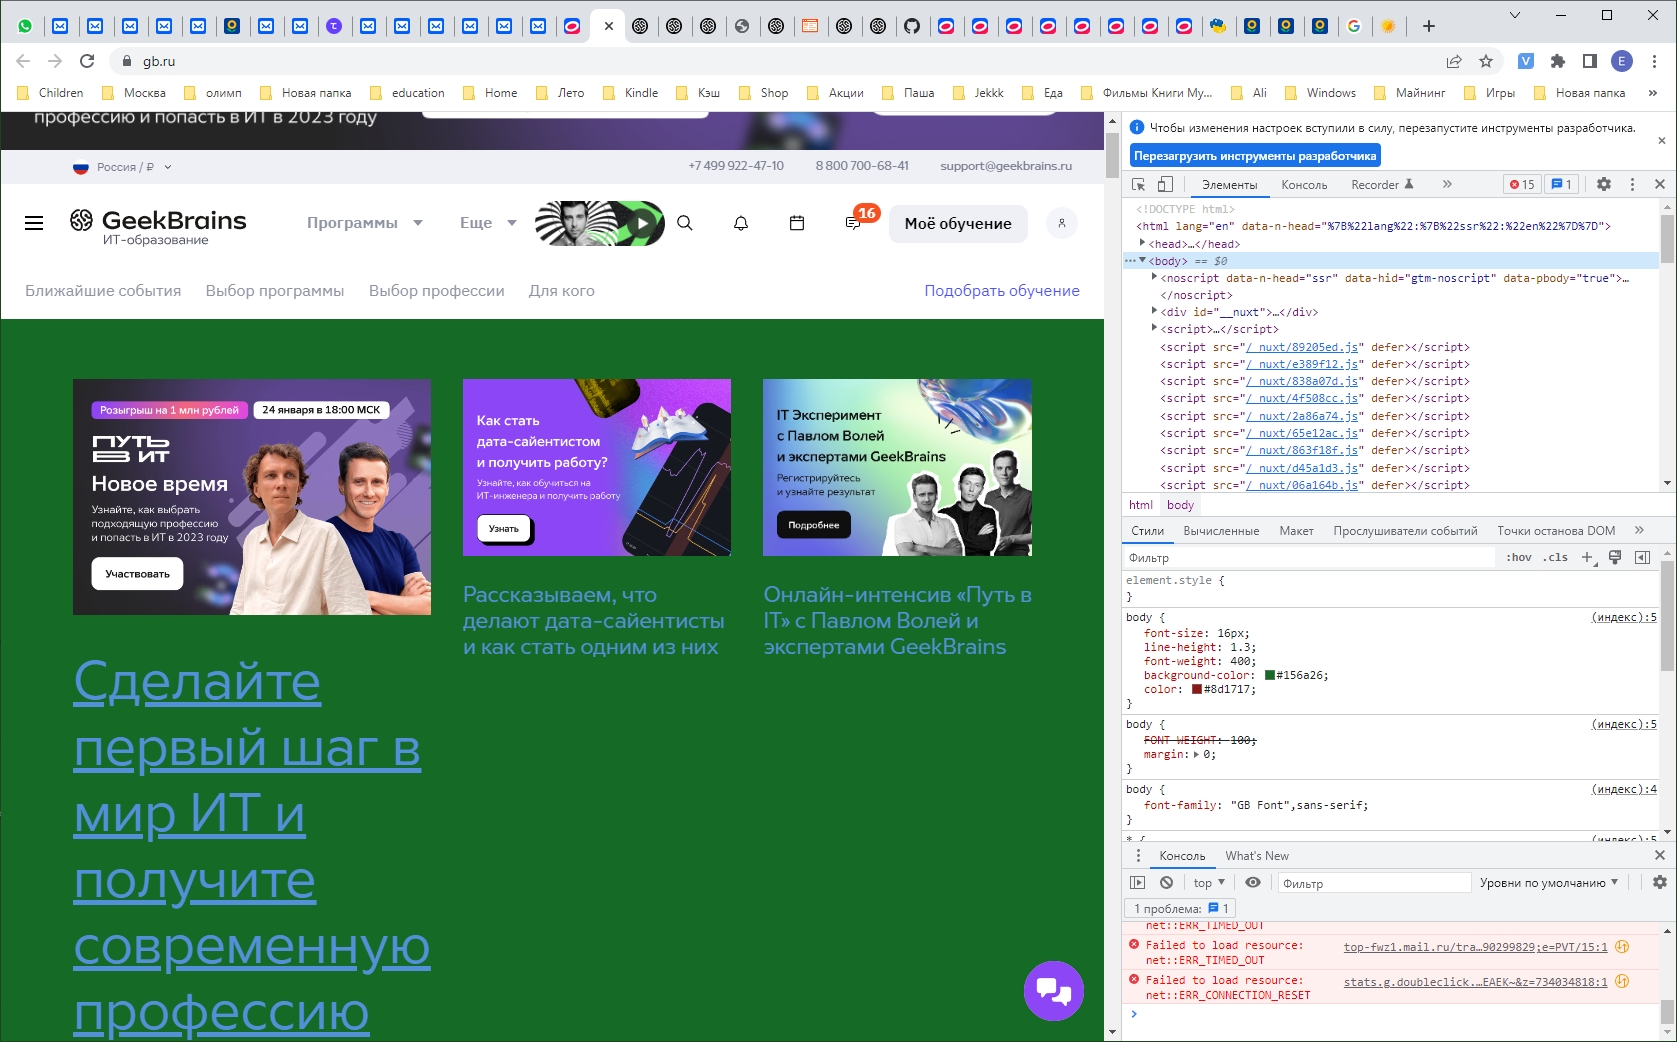 gb.ru
E
Children
Москва
олимп
Новая папка
education
Home
Лето
Kindle
Кэш
Shop
Акции
Паша
Jekkk
Еда
Фильмы Книги Му...
Ali
Windows
Майнинг
Игры
Новая папка
»
профессию и попасть в ИТ в 2023 году
Россия / ₽
+7 499 922-47-10
8 800 700-68-41
support@geekbrains.ru
GeekBrains
ИТ-образование
Программы
Еще
16
Моё обучение
Ближайшие события
Выбор программы
Выбор профессии
Для кого
Подобрать обучение
Розыгрыш на 1 млн рублей
24 января в 18:00 МСК
ПУТЬ
В ИТ
Новое время
Узнайте, как выбрать
подходящую профессию
и попасть в ИТ в 2023 году
Участвовать
Сделайте
первый шаг в
мир ИТ и
получите
современную
профессию
Как стать
дата-сайентистом
и получить работу?
Узнайте, как обучиться на
ИТ-инженера и получить работу
Узнать
Рассказываем, что
делают дата-сайентисты
и как стать одним из них
IT Эксперимент
с Павлом Волей
и экспертами GeekBrains
Регистрируйтесь
и узнайте результат
Подробнее
Онлайн-интенсив «Путь в
IT» с Павлом Волей и
экспертами GeekBrains
Чтобы изменения настроек вступили в силу, перезапустите инструменты разработчика.
Перезагрузить инструменты разработчика
Элементы
Консоль
Recorder
»
15
1
<!DOCTYPE html>
<html lang="en" data-n-head="%7B%22lang%22:%7B%22ssr%22:%22en%22%7D%7D">
<head>…</head>
<body> == $0
<noscript data-n-head="ssr" data-hid="gtm-noscript" data-pbody="true">…
</noscript>
<div id="__nuxt">…</div>
<script>…</script>
<script src="/_nuxt/89205ed.js" defer></script>
<script src="/_nuxt/e389f12.js" defer></script>
<script src="/_nuxt/838a07d.js" defer></script>
<script src="/_nuxt/4f508cc.js" defer></script>
<script src="/_nuxt/2a86a74.js" defer></script>
<script src="/_nuxt/65e12ac.js" defer></script>
<script src="/_nuxt/863f18f.js" defer></script>
<script src="/_nuxt/d45a1d3.js" defer></script>
<script src="/_nuxt/06a164b.js" defer></script>
html
body
Стили
Вычисленные
Макет
Прослушиватели событий
Точки останова DOM
»
Фильтр
:hov
.cls
element.style {
}
body {
(индекс):5
font-size: 16px;
line-height: 1.3;
font-weight: 400;
background-color: #156a26;
color: #8d1717;
}
body {
(индекс):5
FONT-WEIGHT: 100;
margin: 0;
}
body {
(индекс):4
font-family: "GB Font",sans-serif;
}
* {
(индекс):5
Консоль
What's New
top
Фильтр
Уровни по умолчанию
1 проблема: 1
net::ERR_TIMED_OUT
Failed to load resource:
top-fwz1.mail.ru/tra…90299829;e=PVT/15:1
net::ERR_TIMED_OUT
Failed to load resource:
stats.g.doubleclick.…EAEK~&z=734034818:1
net::ERR_CONNECTION_RESET